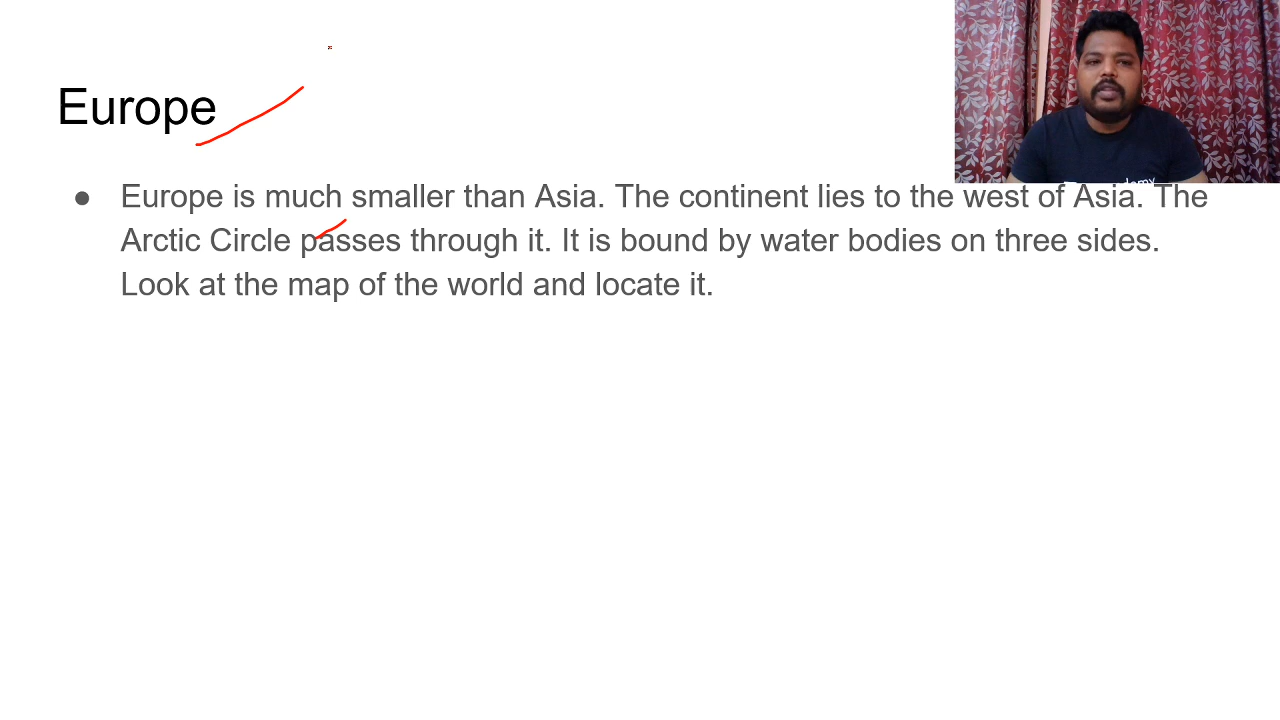 Europe
● Europe is much smaller than Asia. The continent lies to the west of Asia. The
Arctic Circle passes through it. It is bound by water bodies on three sides.
Look at the map of the world and locate it.